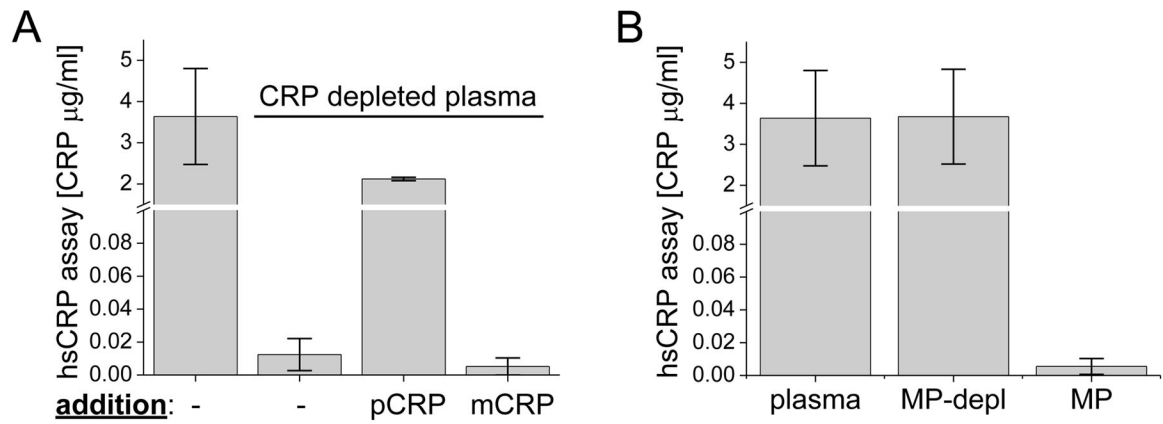 A
hsCRP assay [CRP µg/ml]
5
4
3
2
0.08
0.06
0.04
0.02
0.00
CRP depleted plasma
addition: - - pCRP mCRP
B
hsCRP assay [CRP µg/ml]
5
4
3
2
0.08
0.06
0.04
0.02
0.00
plasma MP-depl MP